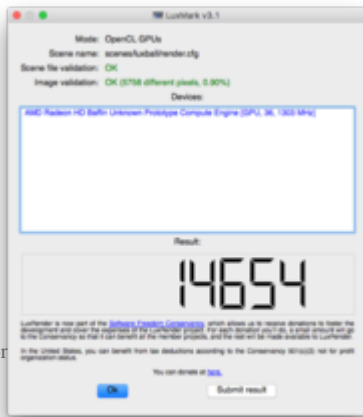 LuxMark v3.1
Mode: OpenCL GPUs
Scene name: scenes/luxball/render.cfg
Scene file validation: OK
Image validation: OK (5758 different pixels, 0.90%)
Devices:
AMD Radeon HD Baffin Unknown Prototype Compute Engine [GPU, 36, 1303 MHz]
Result:
14654
LuxRender is now part of the Software Freedom Conservancy, which allows us to receive donations to foster the
development and cover the expenses of the LuxRender project. For each donation you'll do, a small amount will go
to the Conservancy so that it can benefit all the member projects, and the rest will be made available to LuxRender.
In the United States, you can benefit from tax deductions according to the Conservancy 501(c)(3) not for profit
organization status.
You can donate at here.
Ok
Submit result